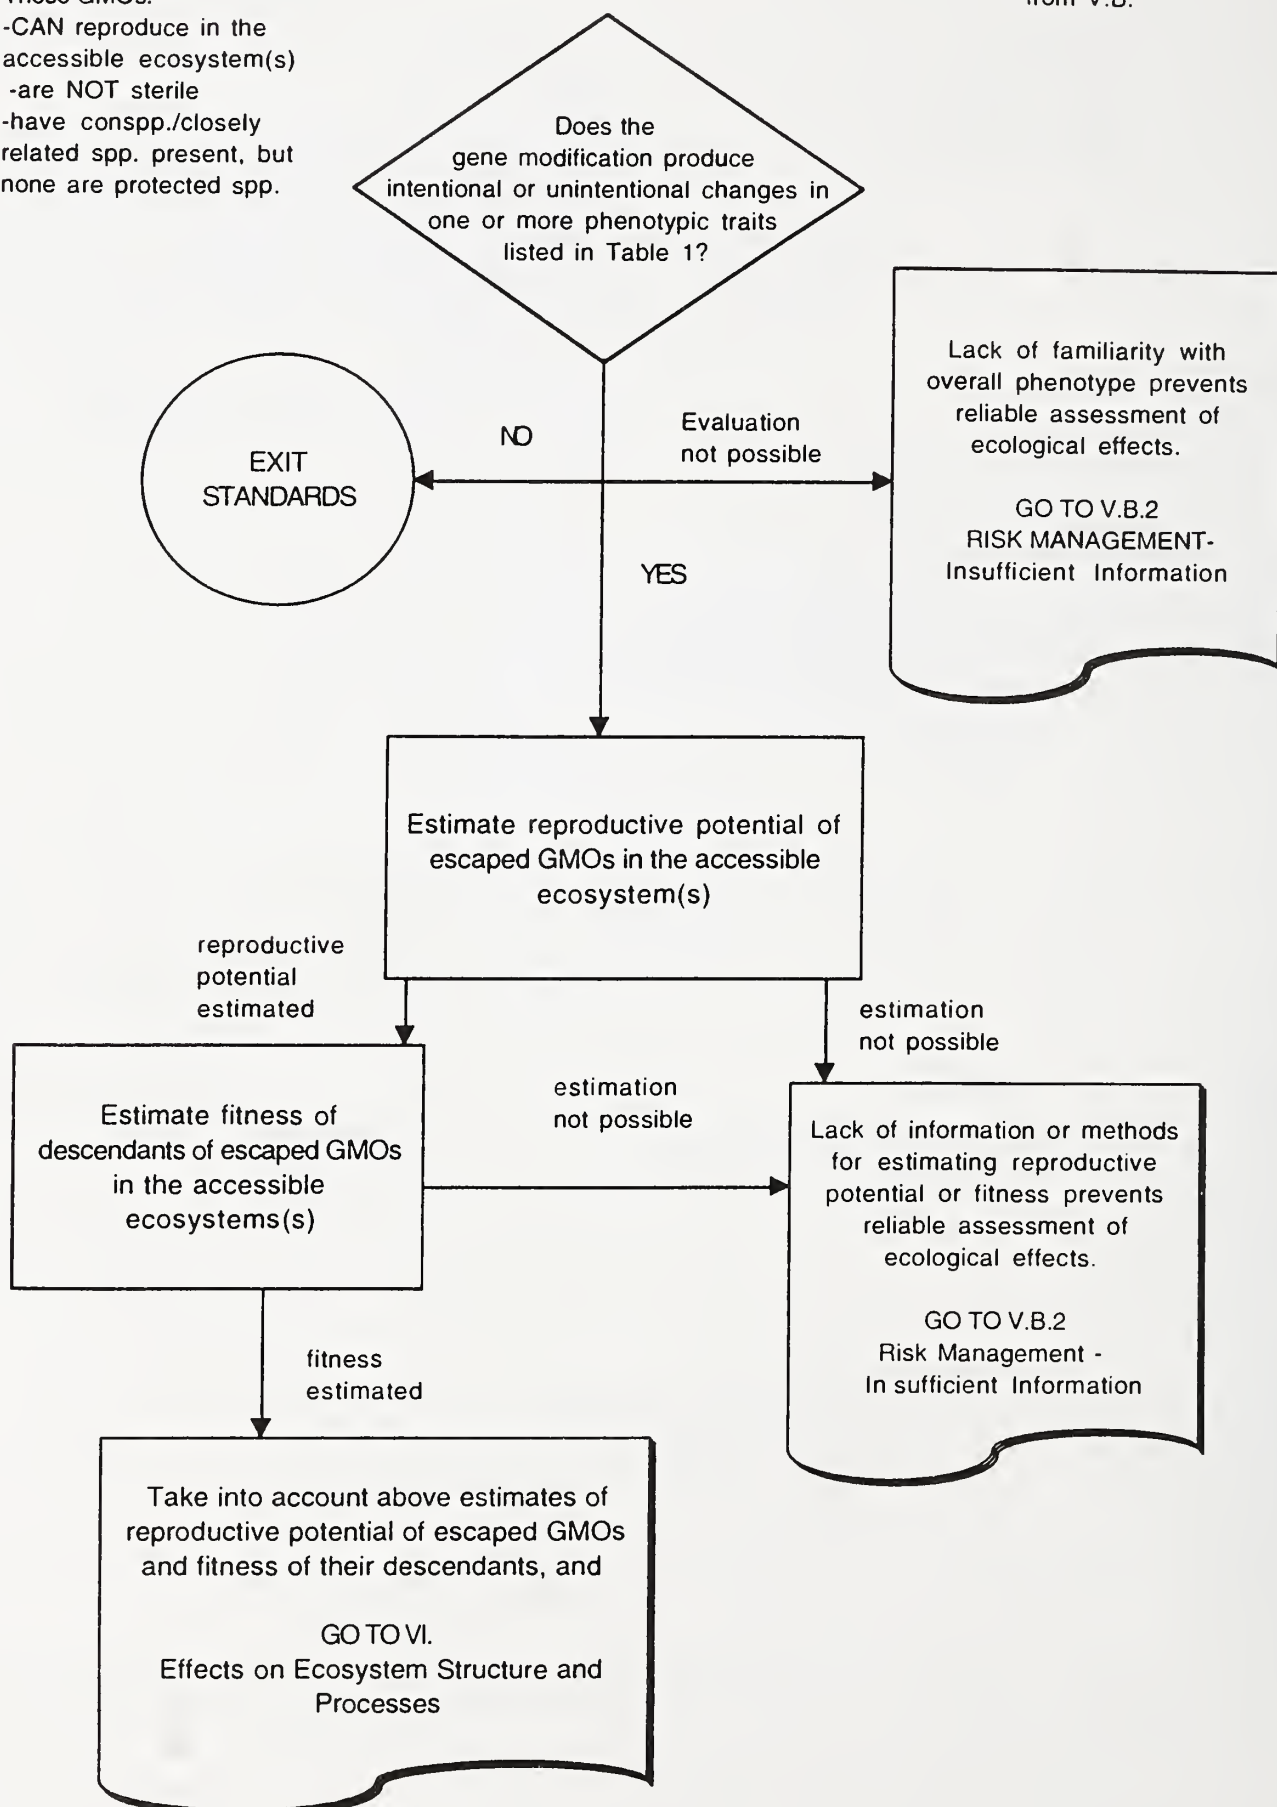 These GMOs:
-CAN reproduce in the
accessible ecosystem(s)
-are NOT sterile
-have conspp./closely
related spp. present, but
none are protected spp.
from V.B.
Does the
gene modification produce
intentional or unintentional changes in
one or more phenotypic traits
listed in Table 1?
NO
Evaluation
not possible
EXIT
STANDARDS
Lack of familiarity with
overall phenotype prevents
reliable assessment of
ecological effects.
GO TO V.B.2
RISK MANAGEMENT-
Insufficient Information
YES
Estimate reproductive potential of
escaped GMOs in the accessible
ecosystem(s)
reproductive
potential
estimated
estimation
not possible
Estimate fitness of
descendants of escaped GMOs
in the accessible
ecosystems(s)
estimation
not possible
Lack of information or methods
for estimating reproductive
potential or fitness prevents
reliable assessment of
ecological effects.
GO TO V.B.2
Risk Management -
In sufficient Information
fitness
estimated
Take into account above estimates of
reproductive potential of escaped GMOs
and fitness of their descendants, and
GO TO VI.
Effects on Ecosystem Structure and
Processes